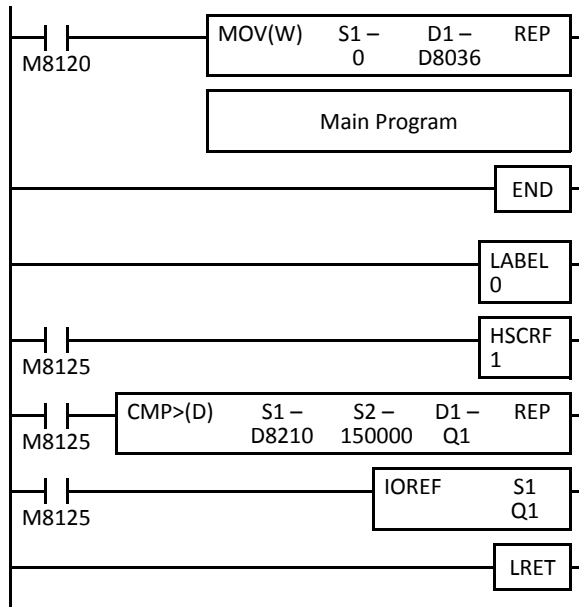 MOV(W) S1 – D1 – REP
0 D8036
M8120
Main Program
END
LABEL
0
HSCRF
1
M8125
CMP>(D) S1 – S2 – D1 – REP
D8210 150000 Q1
M8125
IOREF S1
Q1
M8125
LRET